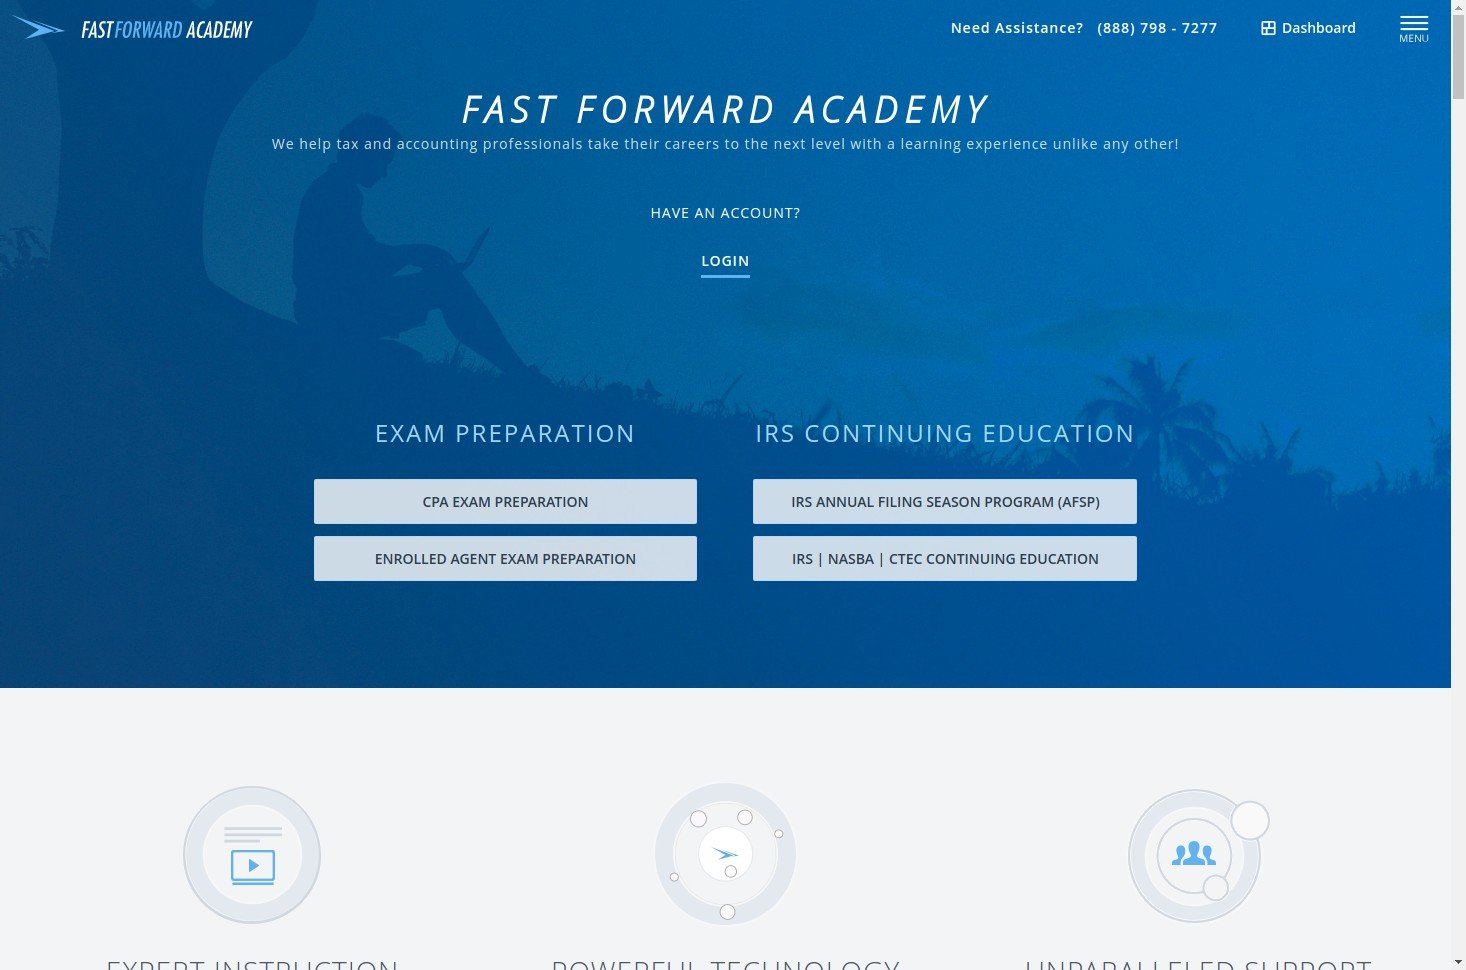 FAST FORWARD ACADEMY
Need Assistance? (888) 798 - 7277
Dashboard
MENU
FAST FORWARD ACADEMY
We help tax and accounting professionals take their careers to the next level with a learning experience unlike any other!
HAVE AN ACCOUNT?
LOGIN
EXAM PREPARATION
IRS CONTINUING EDUCATION
CPA EXAM PREPARATION
IRS ANNUAL FILING SEASON PROGRAM (AFSP)
ENROLLED AGENT EXAM PREPARATION
IRS | NASBA | CTEC CONTINUING EDUCATION
EXPERT INSTRUCTION
POWERFUL TECHNOLOGY
UNPARALLELED SUPPORT